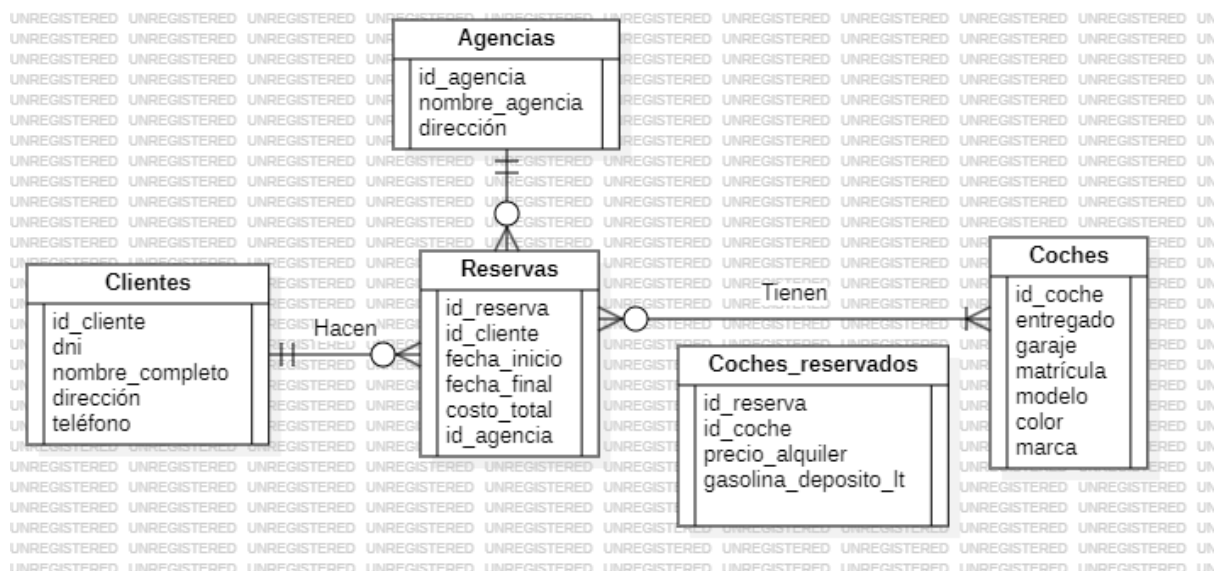 Agencias
id_agencia
nombre_agencia
dirección
Clientes
id_cliente
dni
nombre_completo
dirección
teléfono
Hacen
Reservas
id_reserva
id_cliente
fecha_inicio
fecha_final
costo_total
id_agencia
Tienen
Coches_reservados
id_reserva
id_coche
precio_alquiler
gasolina_deposito_lt
Coches
id_coche
entregado
garaje
matrícula
modelo
color
marca
UNREGISTERED